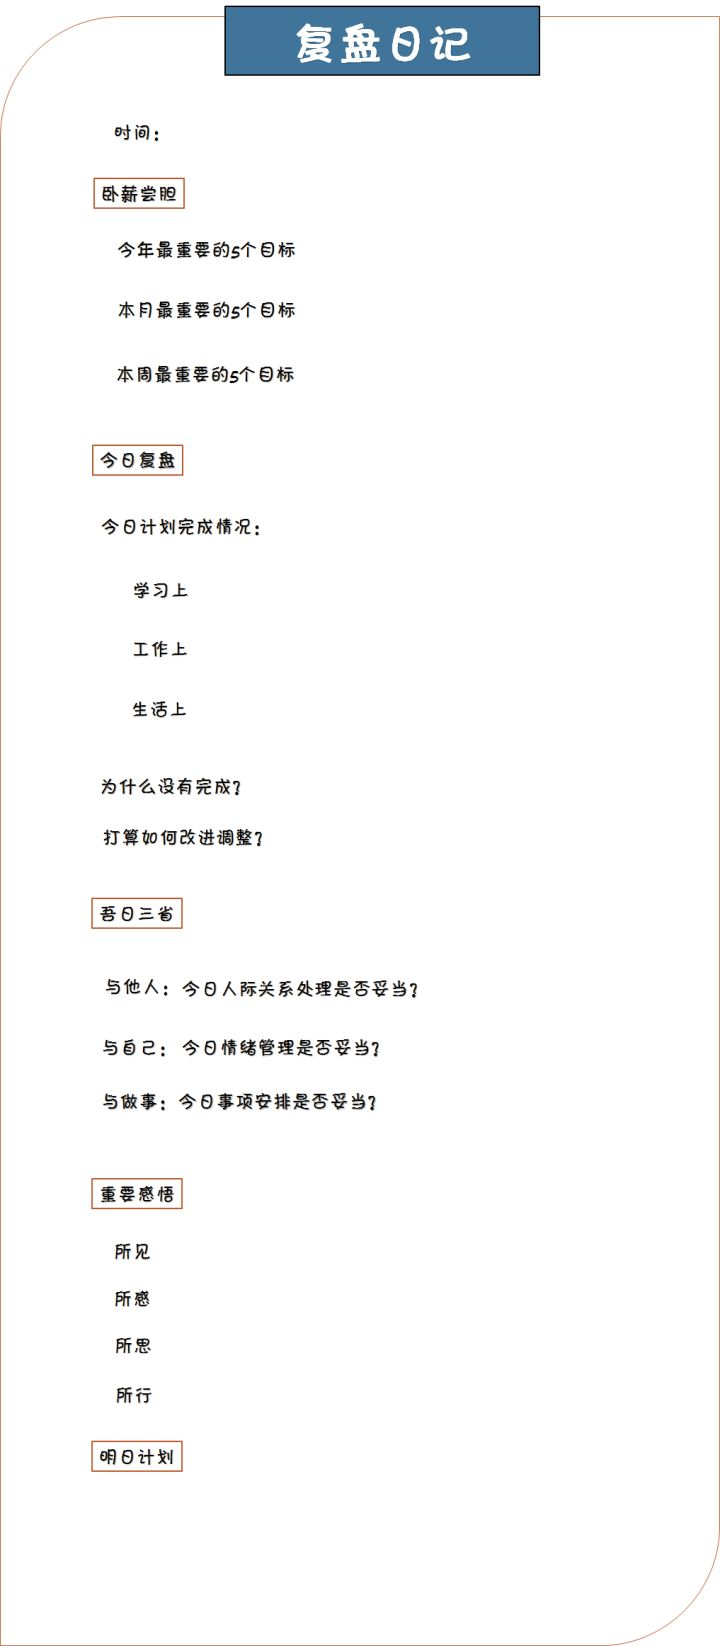 复盘日记
时间：
卧薪尝胆
今年最重要的5个目标
本月最重要的5个目标
本周最重要的5个目标
今日复盘
今日计划完成情况：
学习上
工作上
生活上
为什么没有完成？
打算如何改进调整？
吾日三省
与他人：今日人际关系处理是否妥当？
与自己：今日情绪管理是否妥当？
与做事：今日事项安排是否妥当？
重要感悟
所见
所感
所思
所行
明日计划